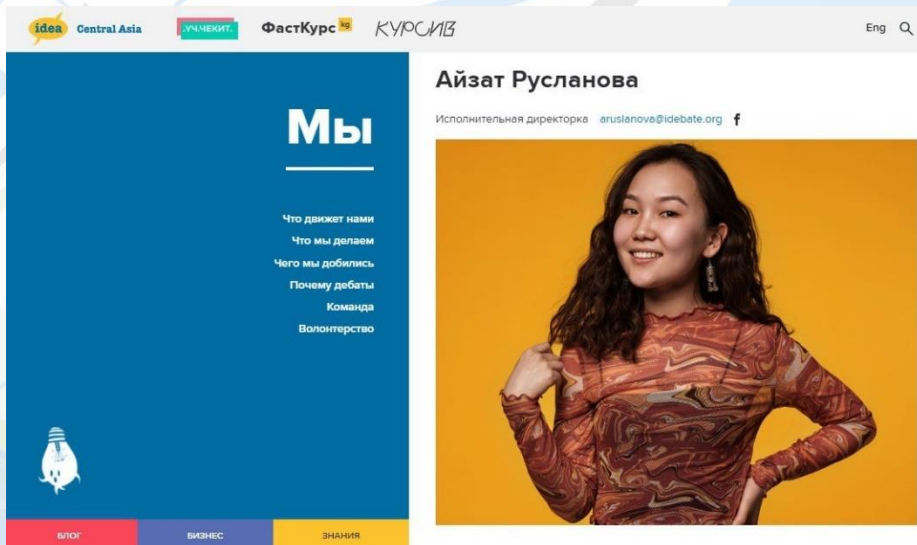 idea Central Asia .УЧ.ЧЕКИТ. ФастКурс kg КУРСИВ Eng
Мы
Что движет нами
Что мы делаем
Чего мы добились
Почему дебаты
Команда
Волонтерство
БЛОГ БИЗНЕС ЗНАНИЯ
Айзат Русланова
Исполнительная директорка aruslanova@idebate.org f